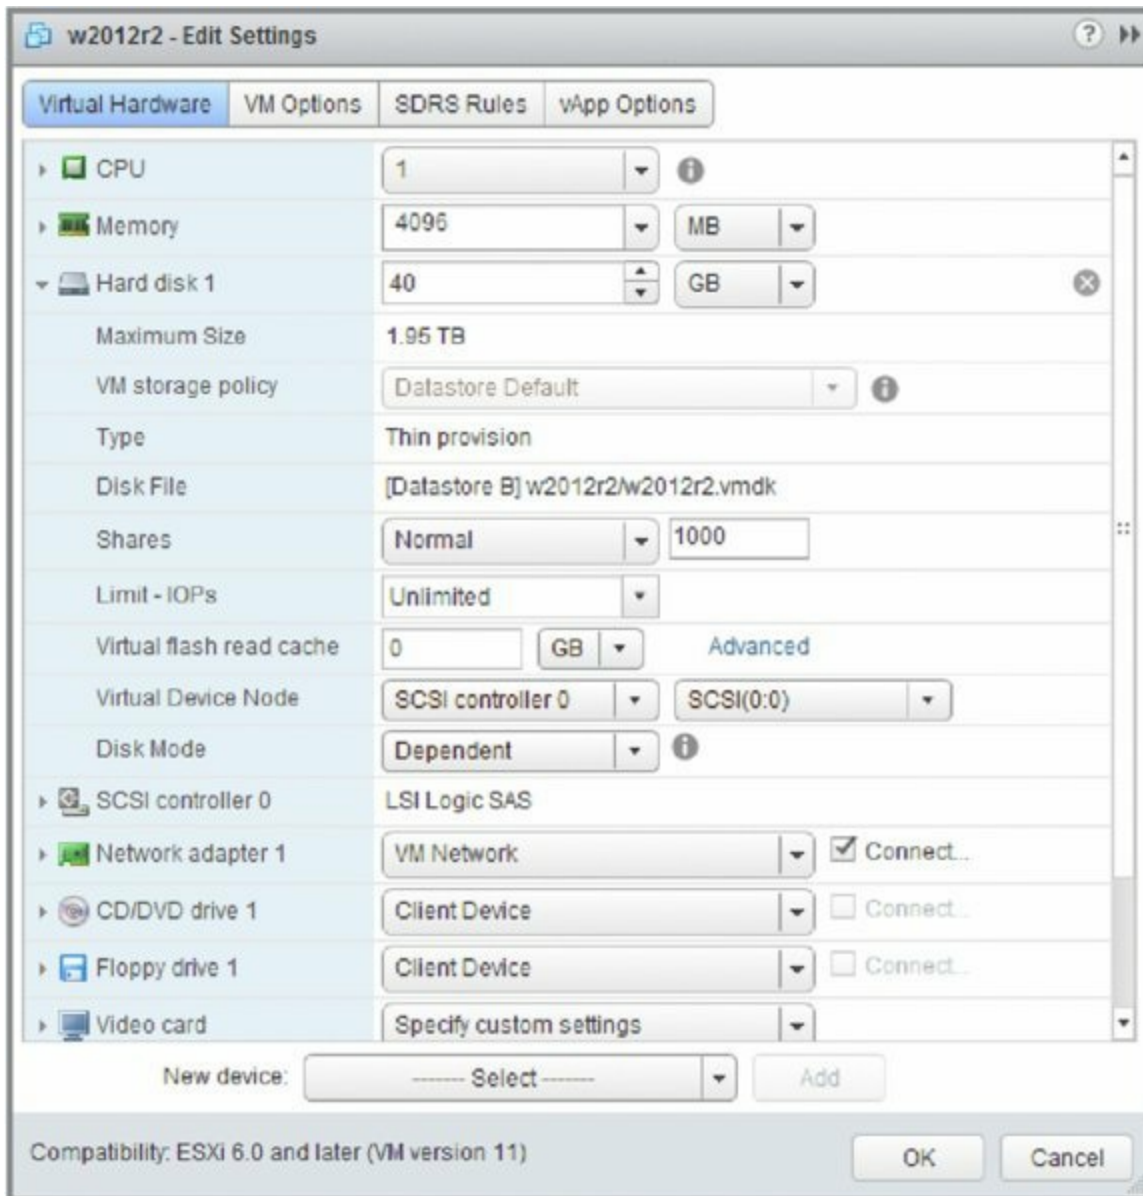 w2012r2 - Edit Settings
Virtual Hardware VM Options SDRS Rules vApp Options
CPU 1
Memory 4096 MB
Hard disk 1 40 GB
Maximum Size 1.95 TB
VM storage policy Datastore Default
Type Thin provision
Disk File [Datastore B] w2012r2/w2012r2.vmdk
Shares Normal 1000
Limit - IOPs Unlimited
Virtual flash read cache 0 GB Advanced
Virtual Device Node SCSI controller 0 SCSI(0:0)
Disk Mode Dependent
SCSI controller 0 LSI Logic SAS
Network adapter 1 VM Network Connect...
CD/DVD drive 1 Client Device Connect...
Floppy drive 1 Client Device Connect...
Video card Specify custom settings
New device: ------- Select ------- Add
Compatibility: ESXi 6.0 and later (VM version 11) OK Cancel